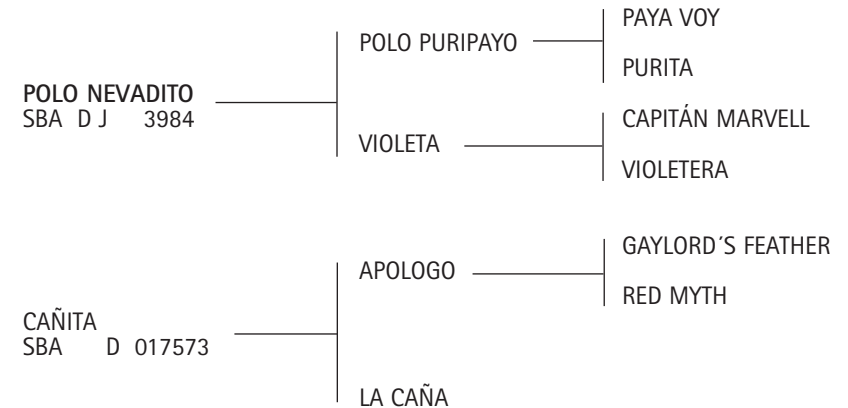 PAYA VOY
POLO PURIPAYO
PURITA
POLO NEVADITO
SBA D J 3984
CAPITÁN MARVELL
VIOLETA
VIOLETERA
GAYLORD´S FEATHER
APOLOGO
RED MYTH
CAÑITA
SBA D 017573
LA CAÑA